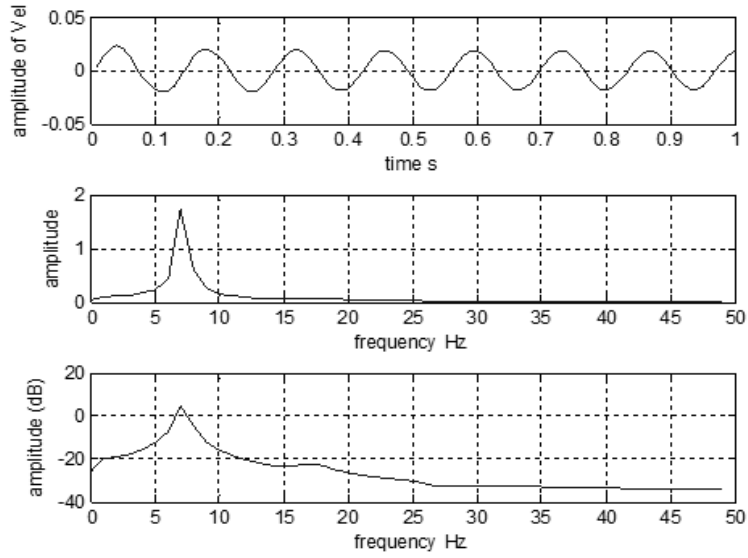 0.05
0
-0.05
amplitude of Vel
0 0.1 0.2 0.3 0.4 0.5 0.6 0.7 0.8 0.9 1
time s
2
1
0
amplitude
0 5 10 15 20 25 30 35 40 45 50
frequency Hz
20
0
-20
-40
amplitude (dB)
0 5 10 15 20 25 30 35 40 45 50
frequency Hz